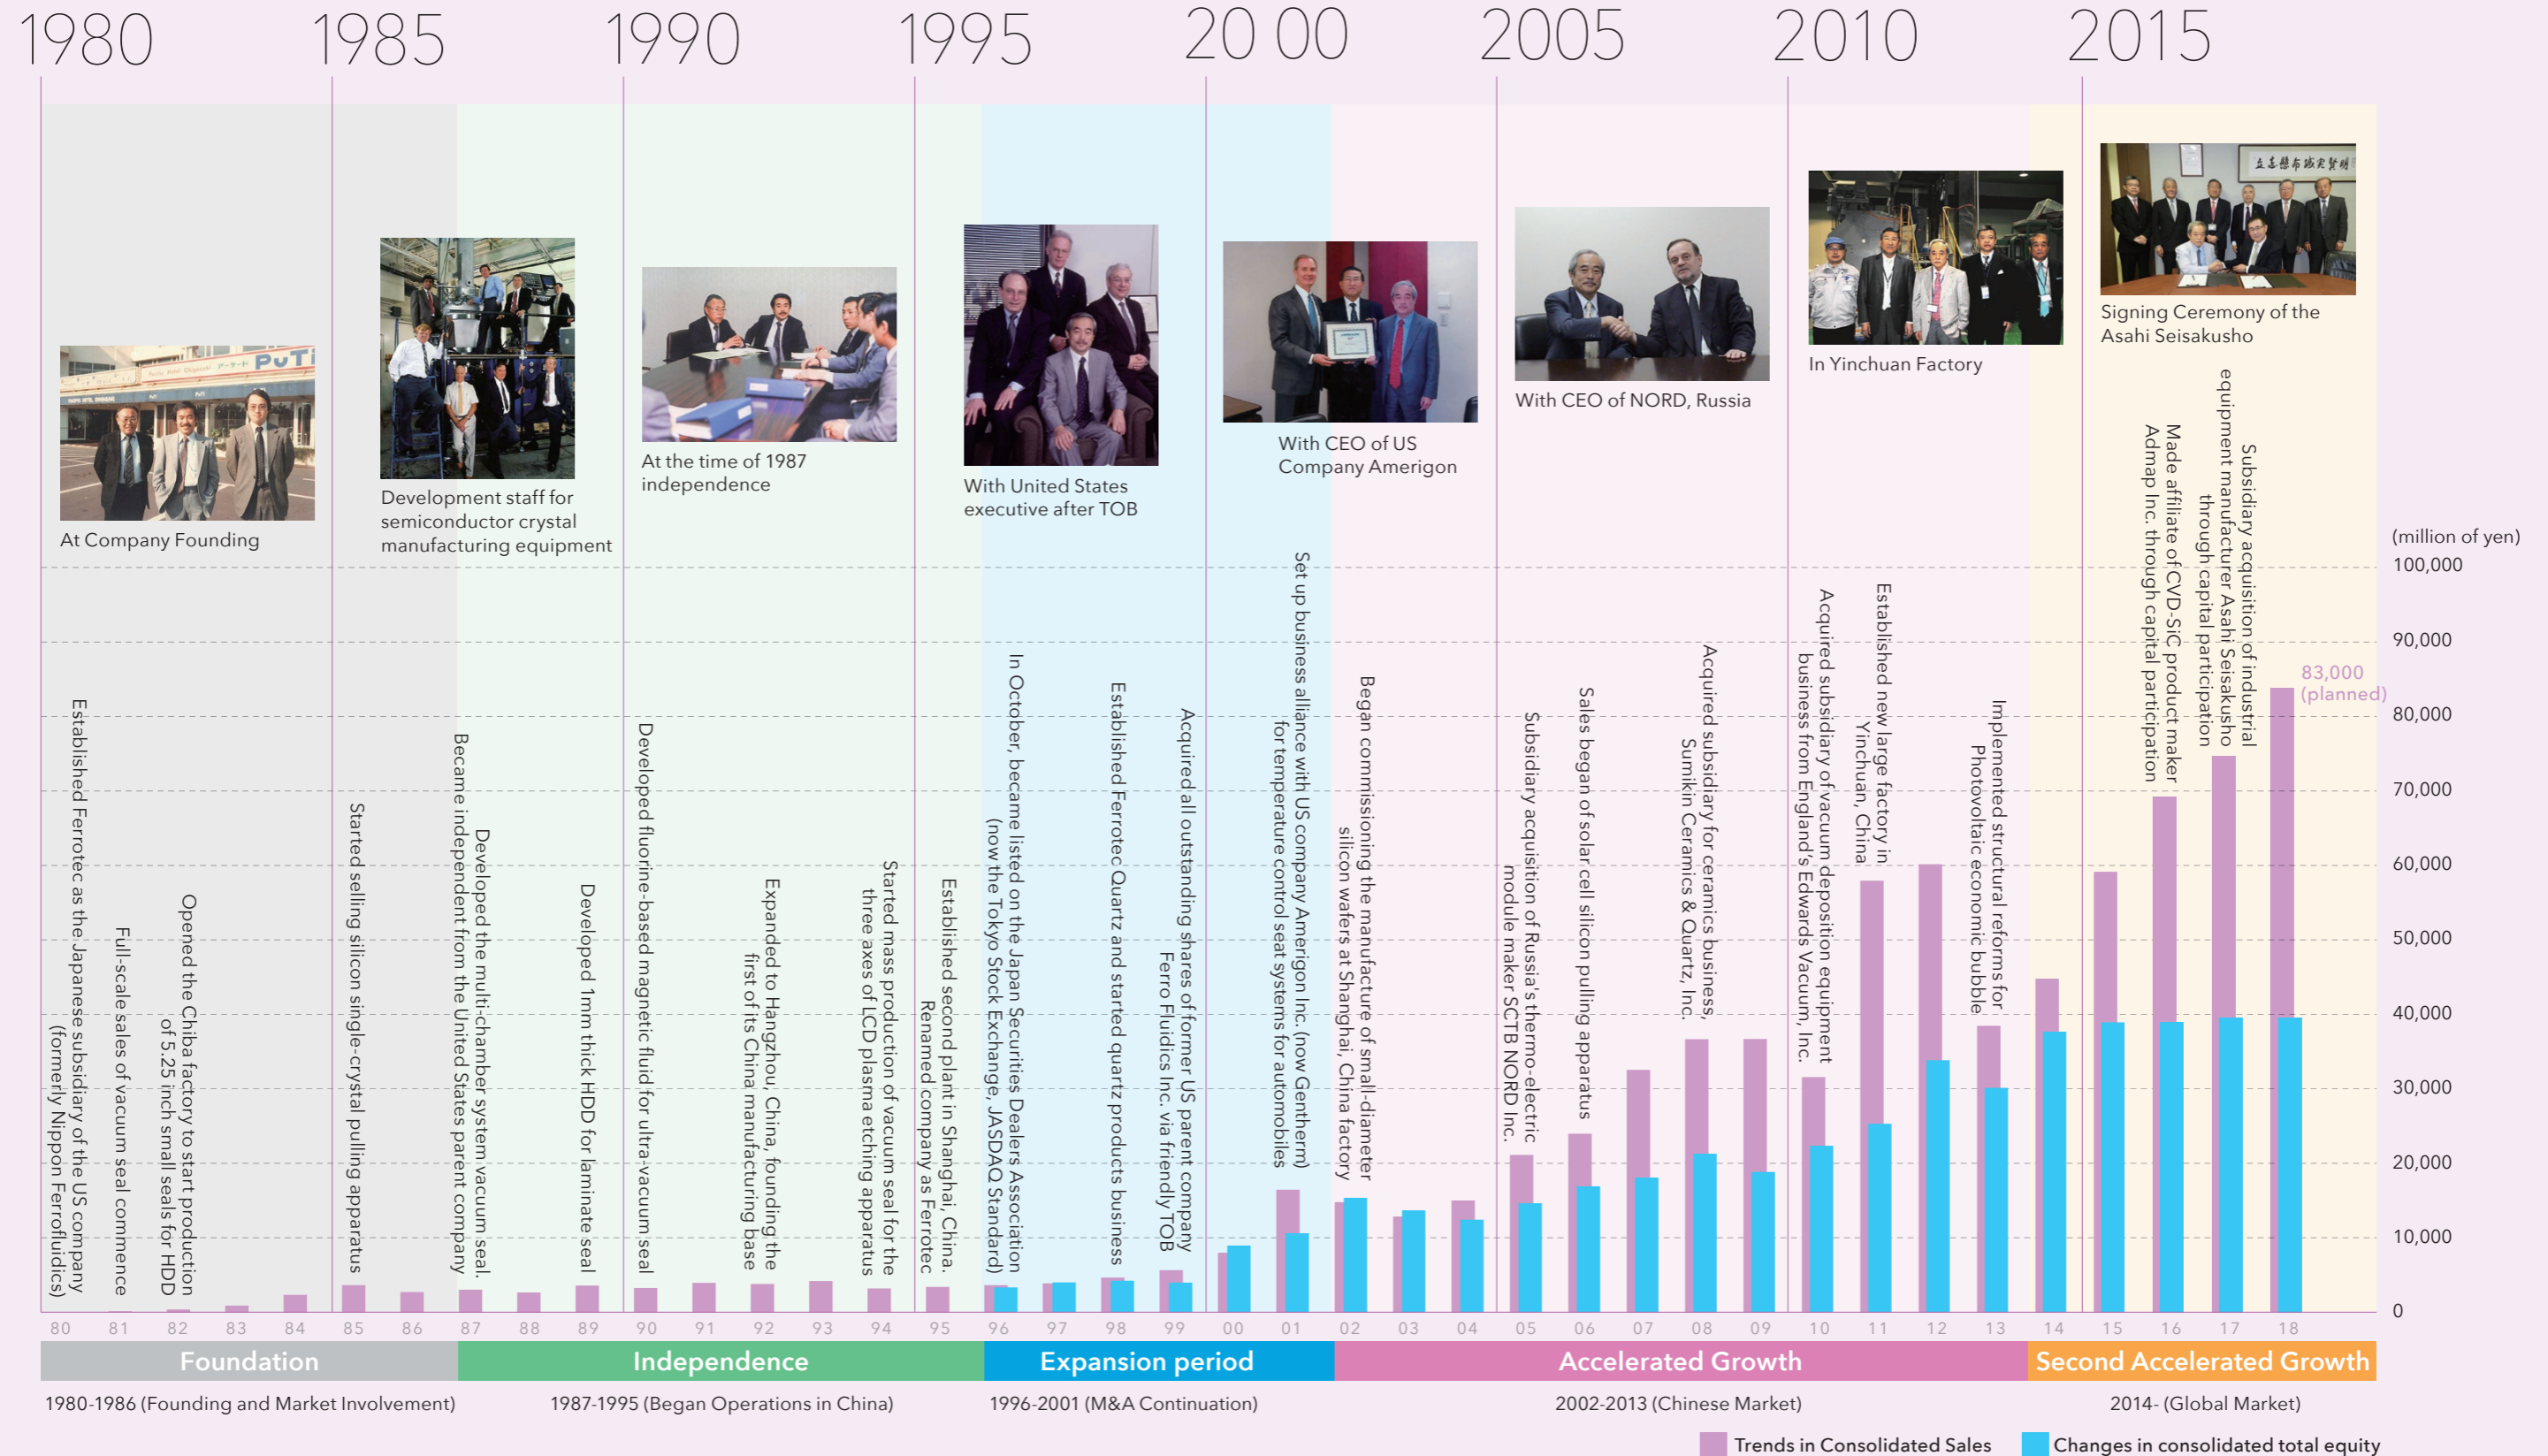 1980
1985
1990
1995
20 00
2005
2010
2015
PuTi
立志懸命誠実賢明
At Company Founding
Development staff for
semiconductor crystal
manufacturing equipment
At the time of 1987
independence
With United States
executive after TOB
With CEO of US
Company Amerigon
With CEO of NORD, Russia
In Yinchuan Factory
Signing Ceremony of the
Asahi Seisakusho
Established Ferrotec as the Japanese subsidiary of the US company
(formerly Nippon Ferrofluidics)
Full-scale sales of vacuum seal commence
Opened the Chiba factory to start production
of 5.25 inch small seals for HDD
Started selling silicon single-crystal pulling apparatus
Developed the multi-chamber system vacuum seal.
Became independent from the United States parent company
Developed 1mm thick HDD for laminate seal
Developed fluorine-based magnetic fluid for ultra-vacuum seal
Expanded to Hangzhou, China, founding the
first of its China manufacturing base
Started mass production of vacuum seal for the
three axes of LCD plasma etching apparatus
Established second plant in Shanghai, China.
Renamed company as Ferrotec
In October, became listed on the Japan Securities Dealers Association
(now the Tokyo Stock Exchange, JASDAQ Standard)
Established Ferrotec Quartz and started quartz products business
Acquired all outstanding shares of former US parent company
Ferro Fluidics Inc. via friendly TOB
Set up business alliance with US company Amerigon Inc. (now Gentherm)
for temperature control seat systems for automobiles
Began commissioning the manufacture of small-diameter
silicon wafers at Shanghai, China factory
Subsidiary acquisition of Russia's thermo-electric
module maker SCTB NORD Inc.
Sales began of solar cell silicon pulling apparatus
Acquired subsidiary for ceramics business,
Sumikin Ceramics & Quartz, Inc.
Acquired subsidiary of vacuum deposition equipment
business from England's Edwards Vacuum, Inc.
Established new large factory in
Yinchuan, China
Implemented structural reforms for
Photovoltaic economic bubble
Made affiliate of CVD-SiC product maker
Admap Inc. through capital participation
Subsidiary acquisition of industrial
equipment manufacturer Asahi Seisakusho
through capital participation
(million of yen)
100,000
90,000
83,000
(planned)
80,000
70,000
60,000
50,000
40,000
30,000
20,000
10,000
0
80 81 82 83 84 85 86 87 88 89 90 91 92 93 94 95 96 97 98 99 00 01 02 03 04 05 06 07 08 09 10 11 12 13 14 15 16 17 18
Foundation
Independence
Expansion period
Accelerated Growth
Second Accelerated Growth
1980-1986 (Founding and Market Involvement)
1987-1995 (Began Operations in China)
1996-2001 (M&A Continuation)
2002-2013 (Chinese Market)
2014- (Global Market)
Trends in Consolidated Sales
Changes in consolidated total equity